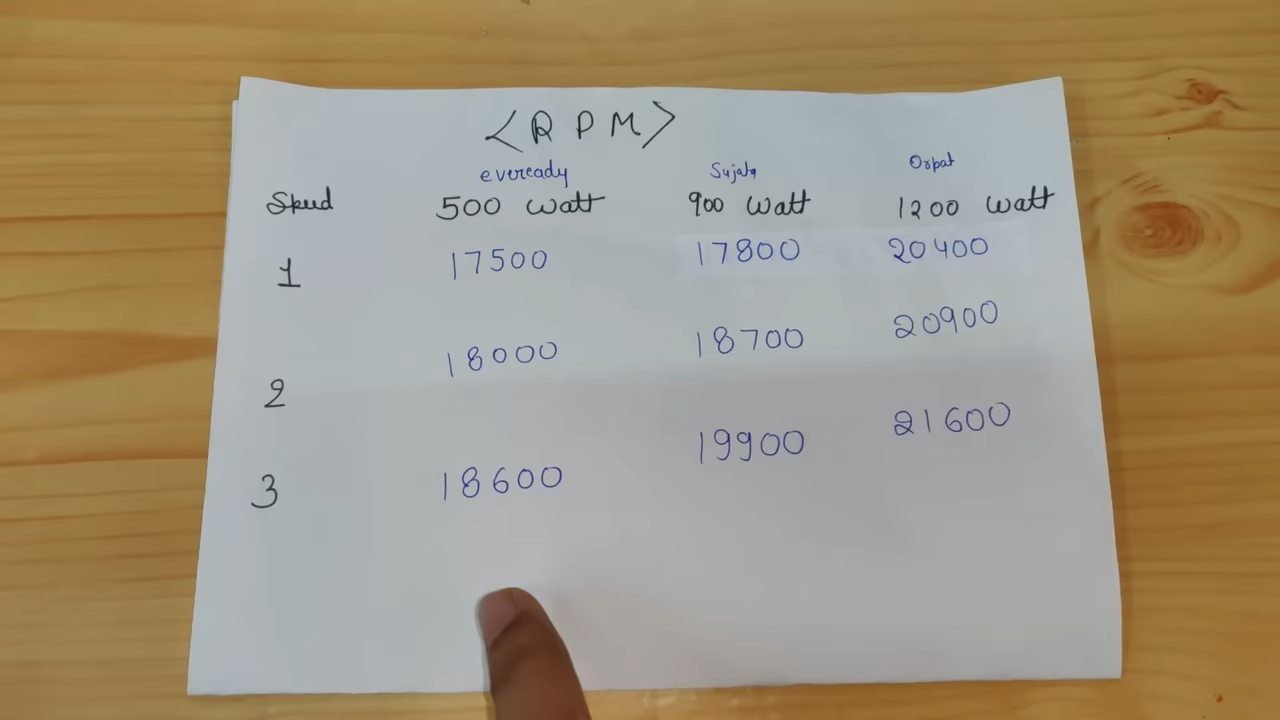 <RPM>
eveready Sujata Orpat
Speed 500 watt 900 watt 1200 watt
1 17500 17800 20400
2 18000 18700 20900
3 18600 19900 21600